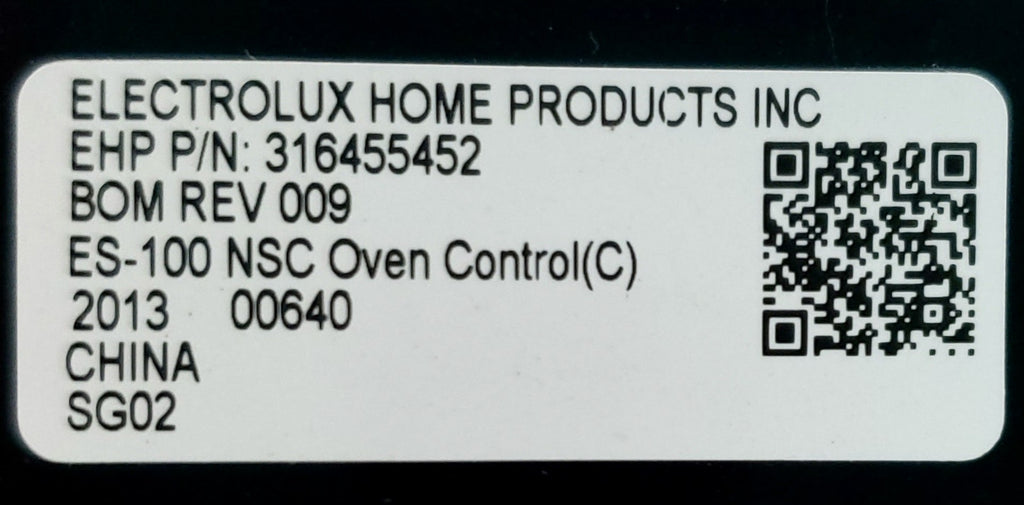 ELECTROLUX HOME PRODUCTS INC
EHP P/N: 316455452
BOM REV 009
ES-100 NSC Oven Control(C)
2013 00640
CHINA
SG02